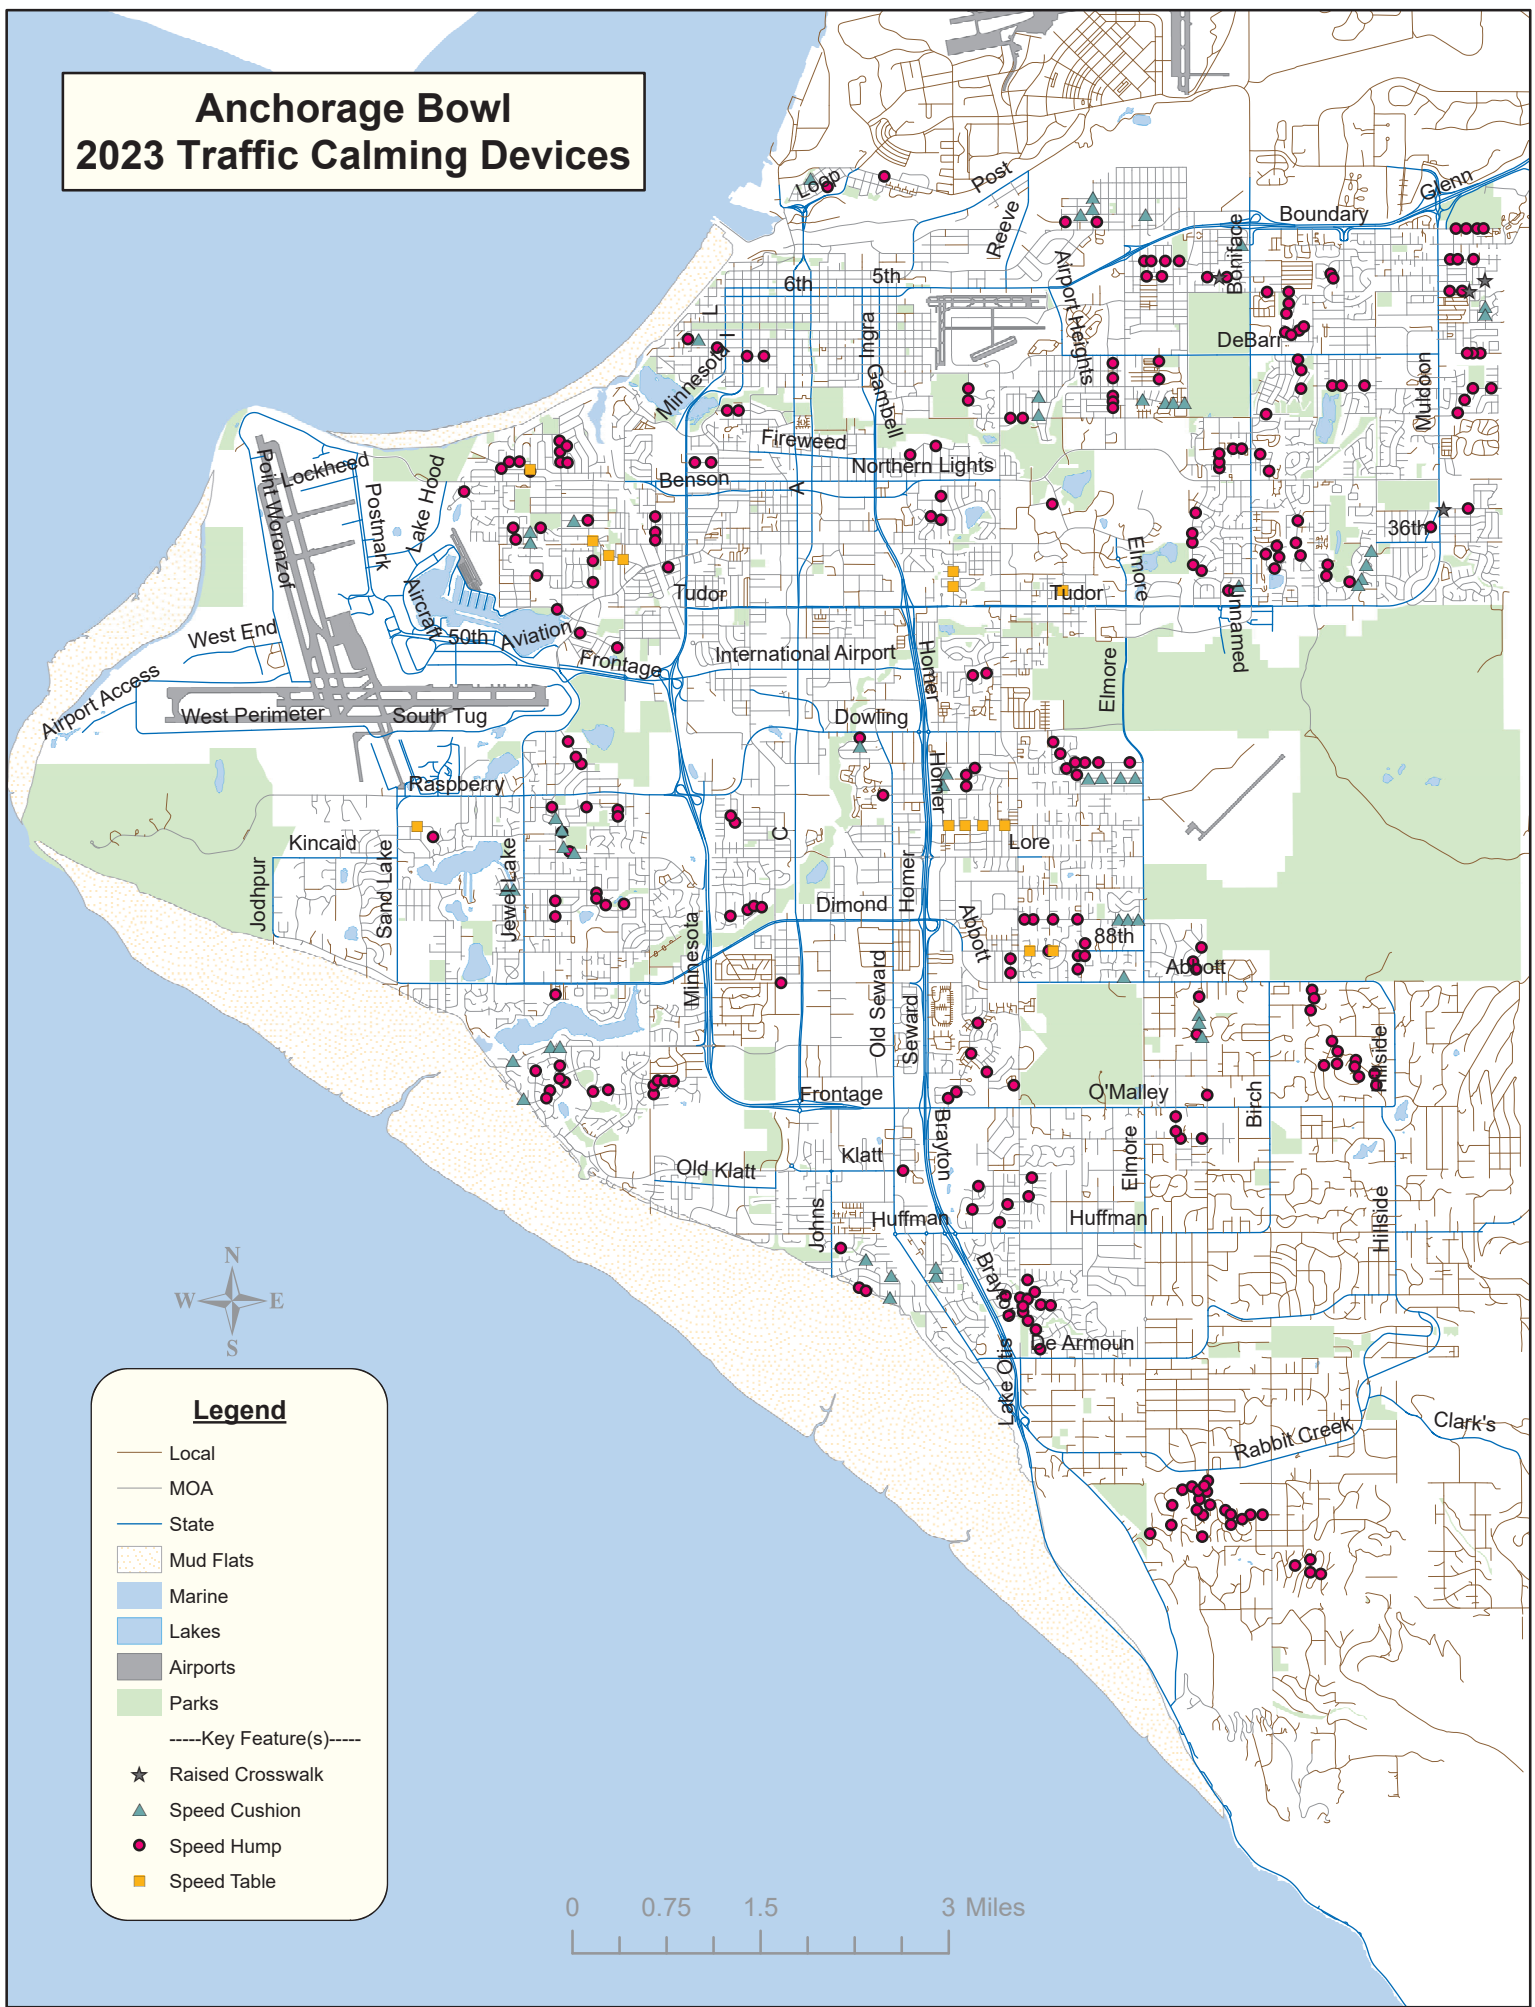 Anchorage Bowl
2023 Traffic Calming Devices
Loop
Post
Reeve
Glenn
Boundary
Boniface
Airport Heights
6th
5th
L
I
Minnesota
Ingra
Gambell
DeBarr
Muldoon
Fireweed
Northern Lights
Benson
A
Point Woronzof
Lockheed
Postmark
Lake Hood
Aircraft
36th
Elmore
Tudor
Tudor
Unnamed
West End
50th
Aviation
Frontage
International Airport
Homer
Elmore
Airport Access
West Perimeter
South Tug
Dowling
Homer
Raspberry
Kincaid
C
Lore
Jodhpur
Sand Lake
Jewel Lake
Minnesota
Dimond
Homer
Abbott
88th
Abbott
Old Seward
Seward
Hillside
Frontage
O'Malley
Birch
Brayton
Elmore
Klatt
Old Klatt
Johns
Huffman
Huffman
Hillside
Brayton
De Armoun
Lake Otis
Rabbit Creek
Clark's
N
W
E
S
Legend
Local
MOA
State
Mud Flats
Marine
Lakes
Airports
Parks
-----Key Feature(s)-----
Raised Crosswalk
Speed Cushion
Speed Hump
Speed Table
0 0.75 1.5 3 Miles